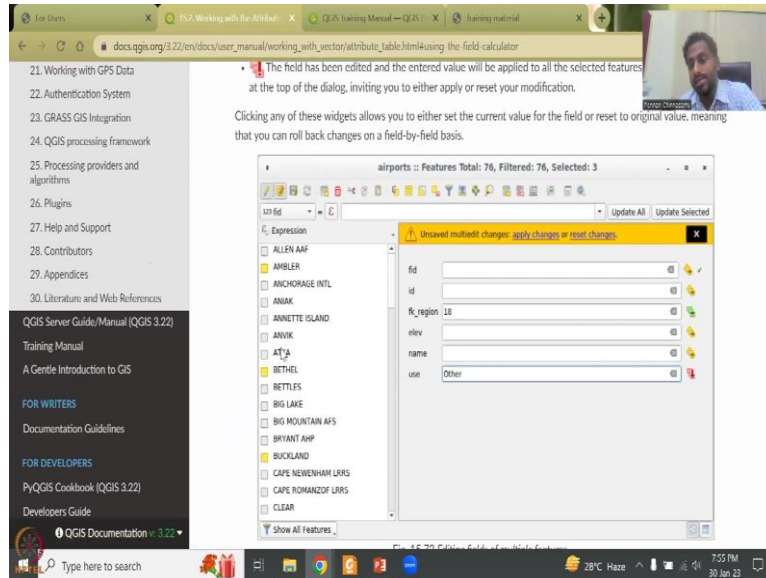 For Users
15.2. Working with the Attribut
QGIS Training Manual — QGIS D
training material
docs.qgis.org/3.22/en/docs/user_manual/working_with_vector/attribute_table.html#using-the-field-calculator
21. Working with GPS Data
22. Authentication System
23. GRASS GIS Integration
24. QGIS processing framework
25. Processing providers and
algorithms
26. Plugins
27. Help and Support
28. Contributors
29. Appendices
30. Literature and Web References
QGIS Server Guide/Manual (QGIS 3.22)
Training Manual
A Gentle Introduction to GIS
FOR WRITERS
Documentation Guidelines
FOR DEVELOPERS
PyQGIS Cookbook (QGIS 3.22)
Developers Guide
QGIS Documentation v: 3.22
• The field has been edited and the entered value will be applied to all the selected features
at the top of the dialog, inviting you to either apply or reset your modification.
Clicking any of these widgets allows you to either set the current value for the field or reset to original value, meaning
that you can roll back changes on a field-by-field basis.
airports :: Features Total: 76, Filtered: 76, Selected: 3
123 fid = ε Update All Update Selected
Expression
Unsaved multiedit changes: apply changes or reset changes.
ALLEN AAF
AMBLER
ANCHORAGE INTL
ANIAK
ANNETTE ISLAND
ANVIK
BETHEL
BETTLES
BIG LAKE
BIG MOUNTAIN AFS
BRYANT AHP
BUCKLAND
CAPE NEWENHAM LRRS
CAPE ROMANZOF LRRS
CLEAR
fid
id
fk_region 18
elev
name
use Other
Show All Features
Type here to search
28°C Haze
7:55 PM
30 Jan 23